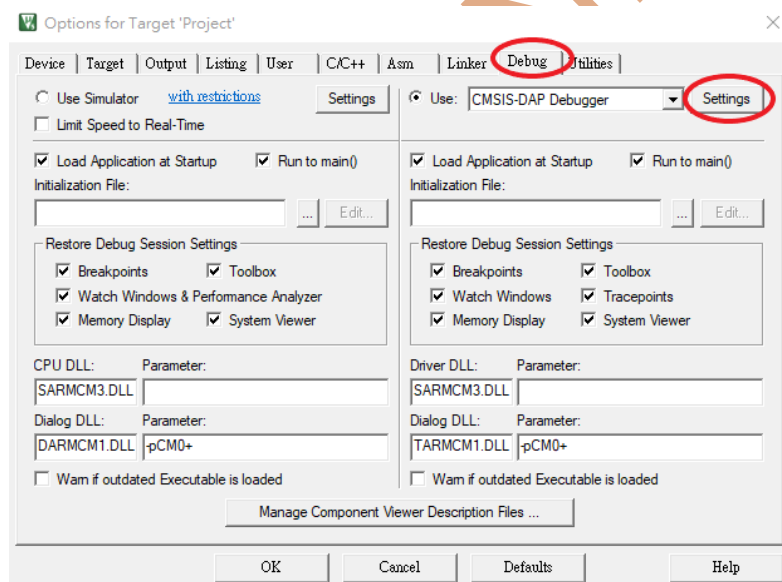 Options for Target 'Project'
Device Target Output Listing User C/C++ Asm Linker Debug Utilities
Use Simulator with restrictions Settings
Limit Speed to Real-Time
Load Application at Startup Run to main()
Initialization File:
... Edit...
Restore Debug Session Settings
Breakpoints Toolbox
Watch Windows & Performance Analyzer
Memory Display System Viewer
CPU DLL: Parameter:
SARMCM3.DLL
Dialog DLL: Parameter:
DARMCM1.DLL -pCM0+
Warn if outdated Executable is loaded
Use: CMSIS-DAP Debugger Settings
Load Application at Startup Run to main()
Initialization File:
... Edit...
Restore Debug Session Settings
Breakpoints Toolbox
Watch Windows Tracepoints
Memory Display System Viewer
Driver DLL: Parameter:
SARMCM3.DLL
Dialog DLL: Parameter:
TARMCM1.DLL -pCM0+
Warn if outdated Executable is loaded
Manage Component Viewer Description Files ...
OK Cancel Defaults Help